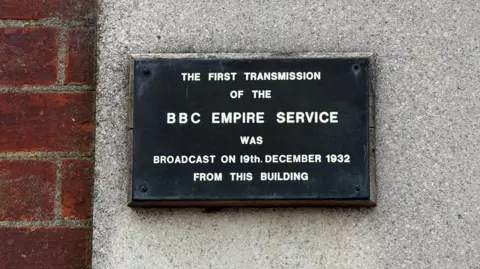 THE FIRST TRANSMISSION
OF THE
BBC EMPIRE SERVICE
WAS
BROADCAST ON 19th. DECEMBER 1932
FROM THIS BUILDING